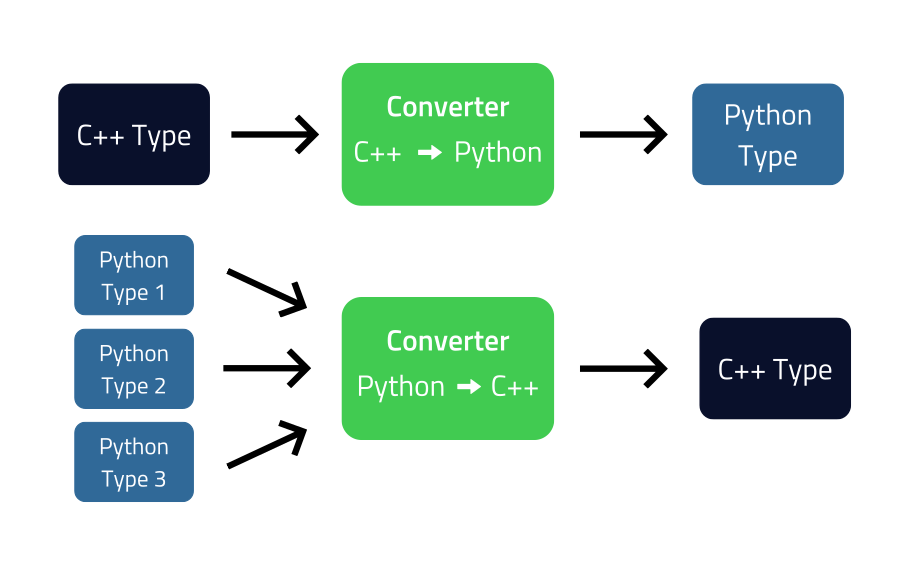 C++ Type
Converter
C++ ➡ Python
Python
Type
Python
Type 1
Python
Type 2
Python
Type 3
Converter
Python ➡ C++
C++ Type